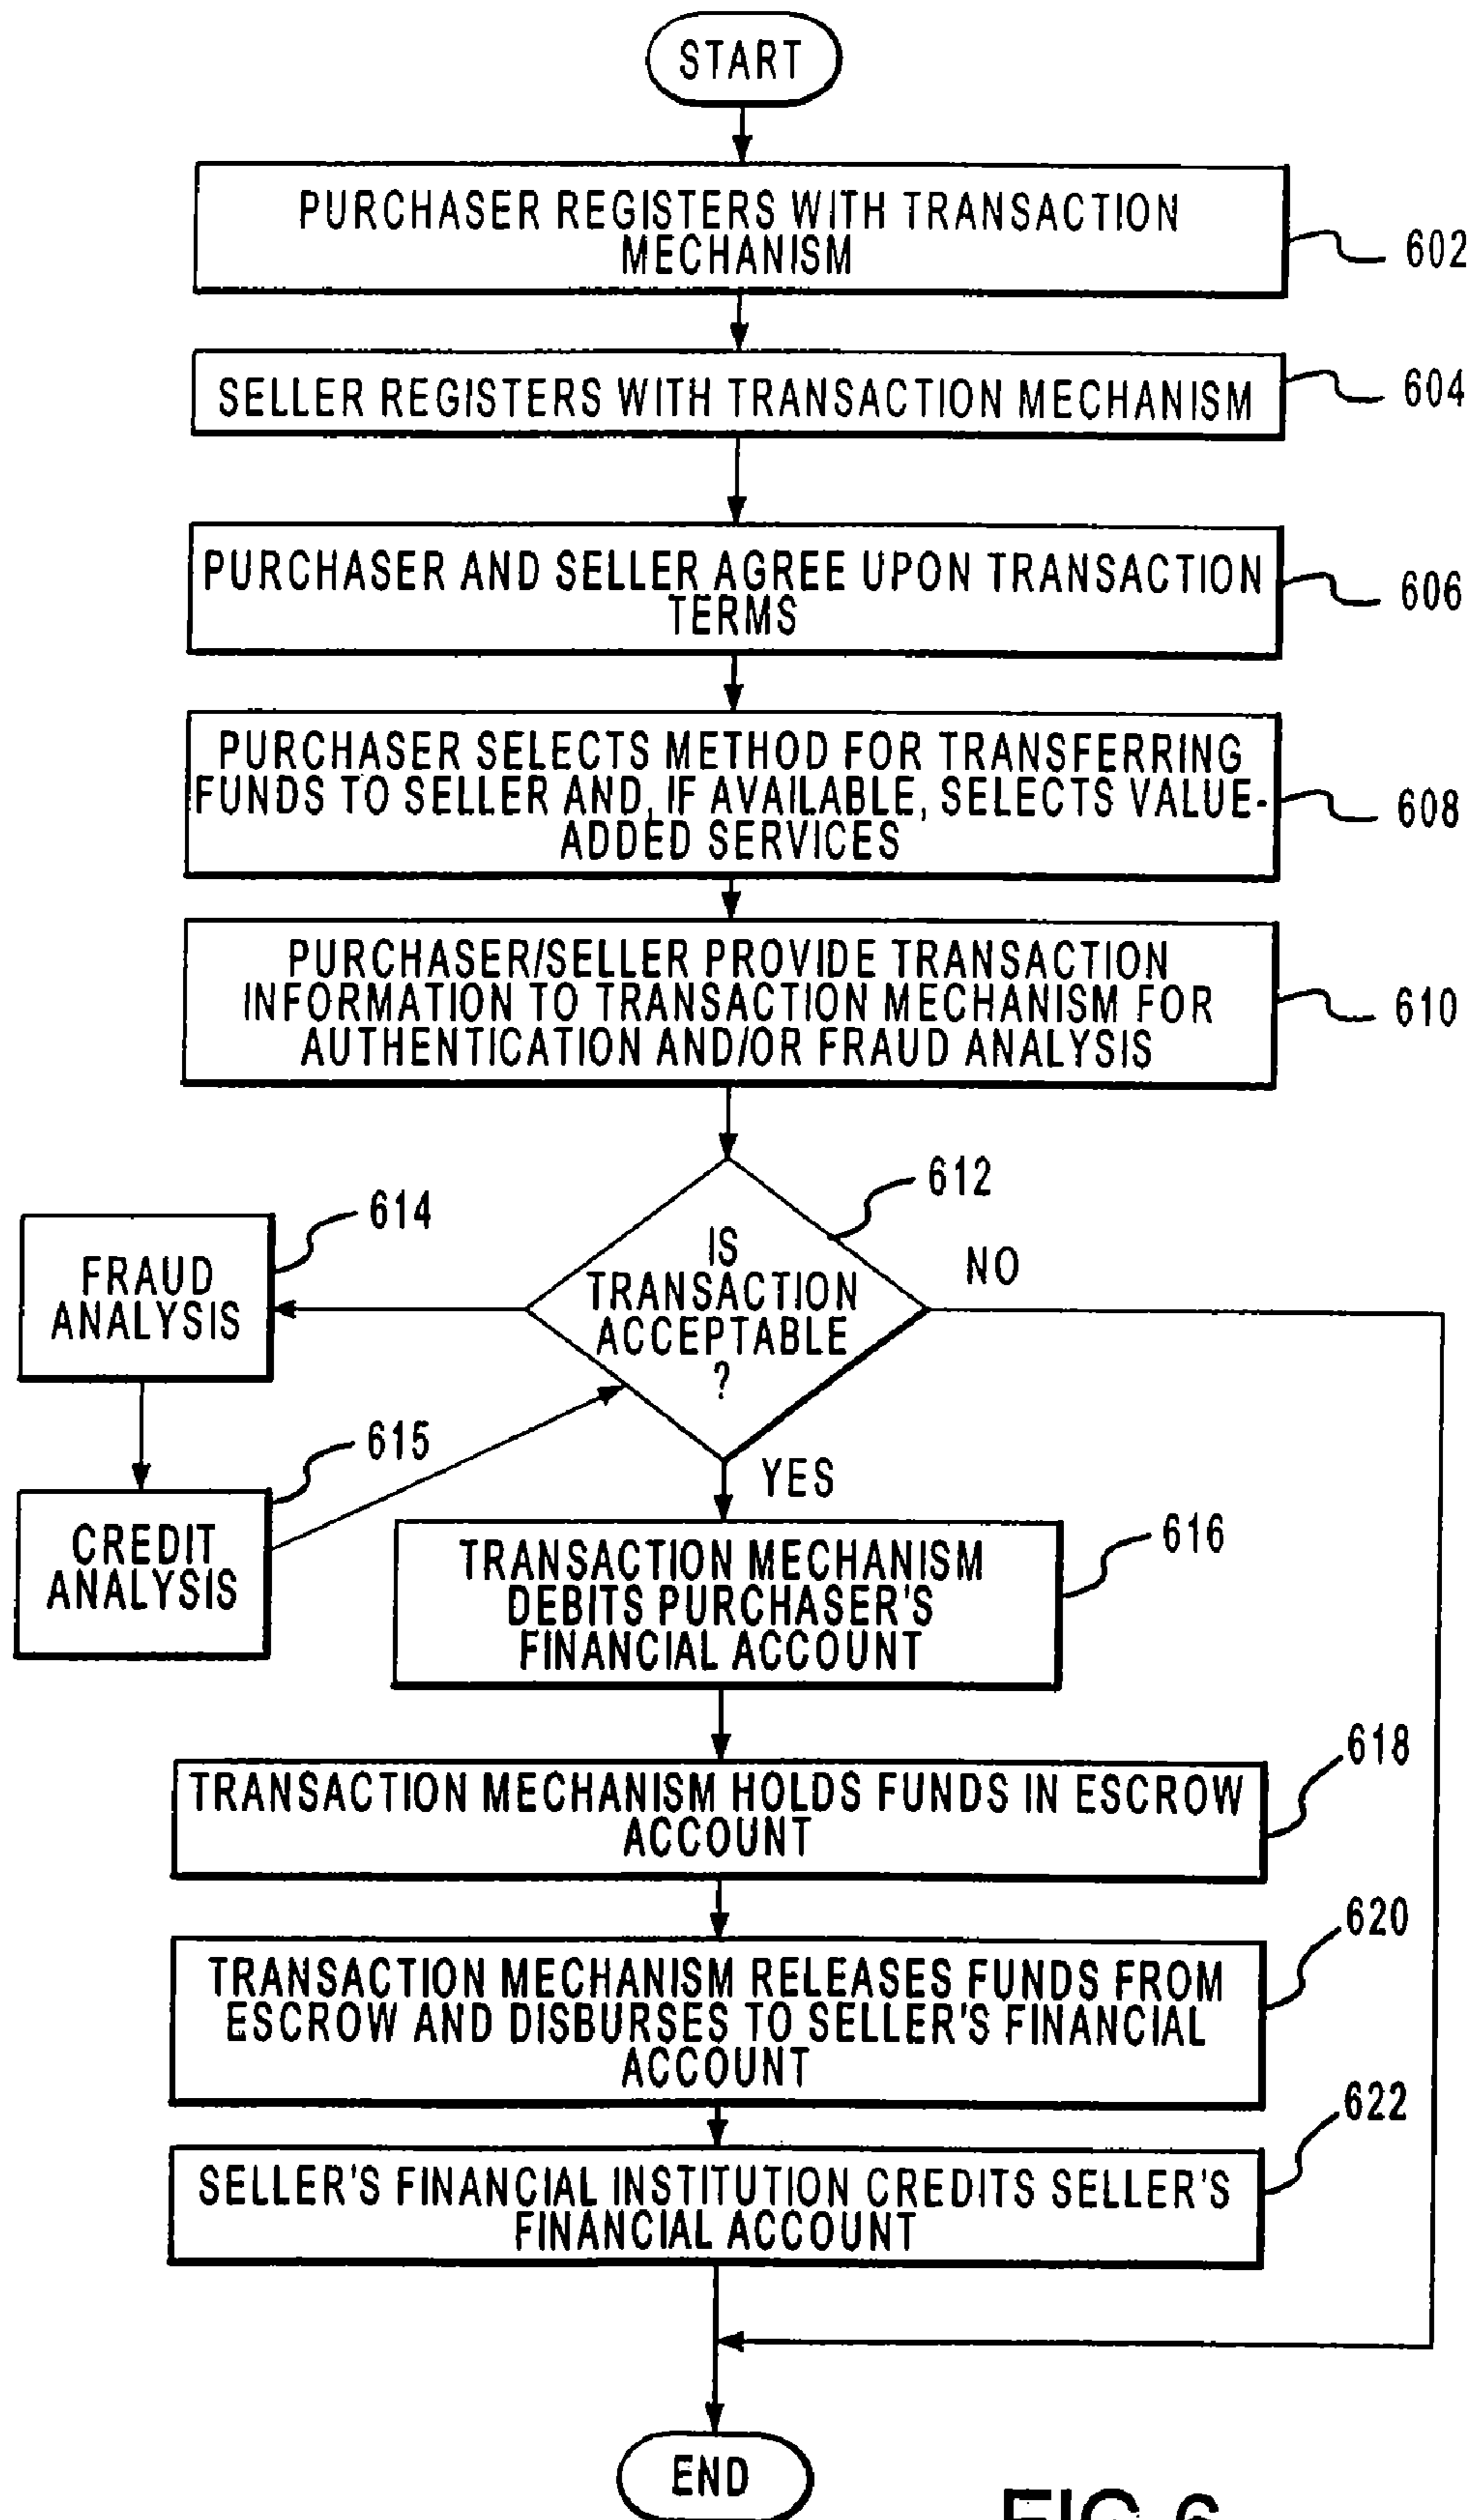 START
PURCHASER REGISTERS WITH TRANSACTION
MECHANISM
602
SELLER REGISTERS WITH TRANSACTION MECHANISM
604
PURCHASER AND SELLER AGREE UPON TRANSACTION
TERMS
606
PURCHASER SELECTS METHOD FOR TRANSFERRING
FUNDS TO SELLER AND, IF AVAILABLE, SELECTS VALUE-
ADDED SERVICES
608
PURCHASER/SELLER PROVIDE TRANSACTION
INFORMATION TO TRANSACTION MECHANISM FOR
AUTHENTICATION AND/OR FRAUD ANALYSIS
610
612
IS
TRANSACTION
ACCEPTABLE
?
NO
614
FRAUD
ANALYSIS
615
CREDIT
ANALYSIS
YES
616
TRANSACTION MECHANISM
DEBITS PURCHASER'S
FINANCIAL ACCOUNT
618
TRANSACTION MECHANISM HOLDS FUNDS IN ESCROW
ACCOUNT
620
TRANSACTION MECHANISM RELEASES FUNDS FROM
ESCROW AND DISBURSES TO SELLER'S FINANCIAL
ACCOUNT
622
SELLER'S FINANCIAL INSTITUTION CREDITS SELLER'S
FINANCIAL ACCOUNT
END
FIG. 6